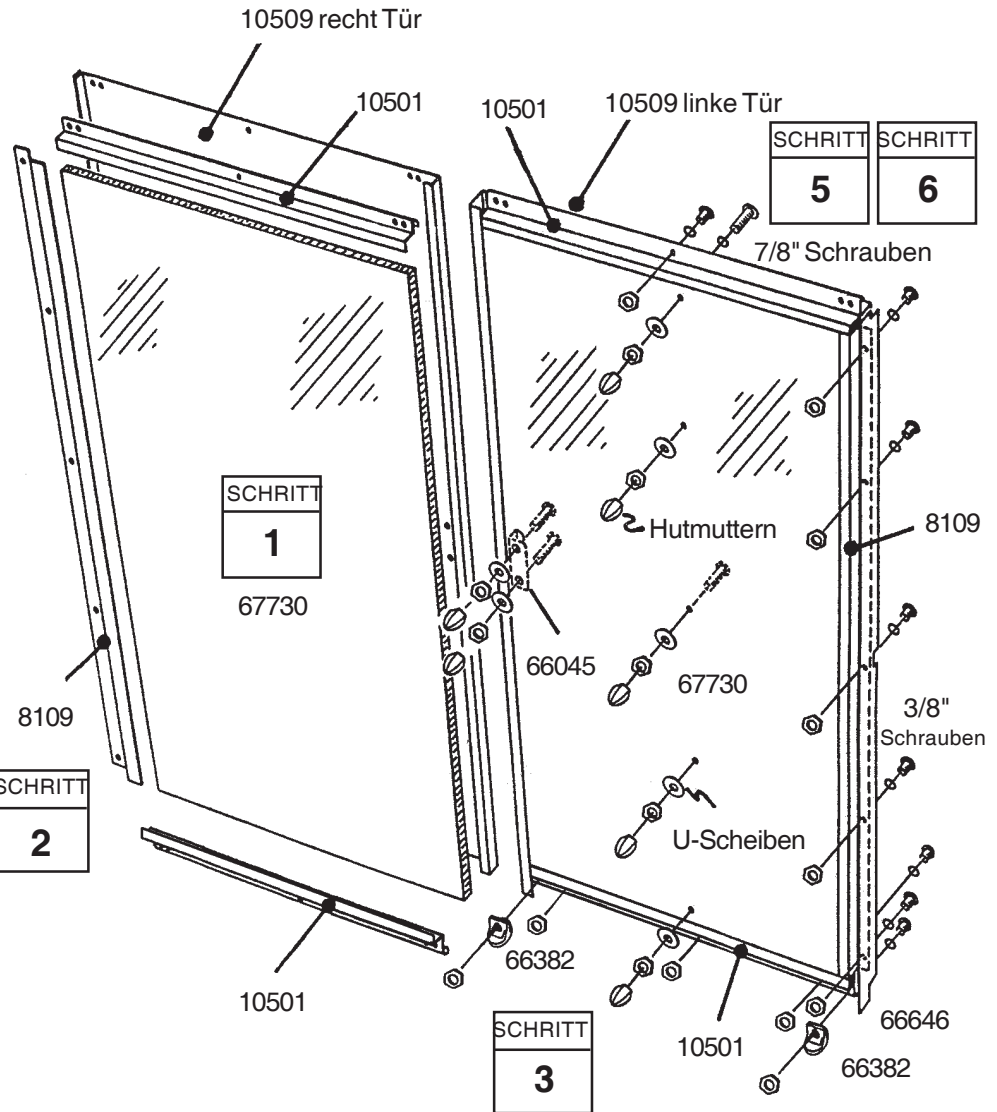 10509 recht Tür
10501
10501
10509 linke Tür
SCHRITT
5
SCHRITT
6
7/8" Schrauben
SCHRITT
1
67730
Hutmuttern
8109
66045
67730
3/8"
Schrauben
8109
SCHRITT
2
U-Scheiben
10501
66382
SCHRITT
3
10501
66646
66382